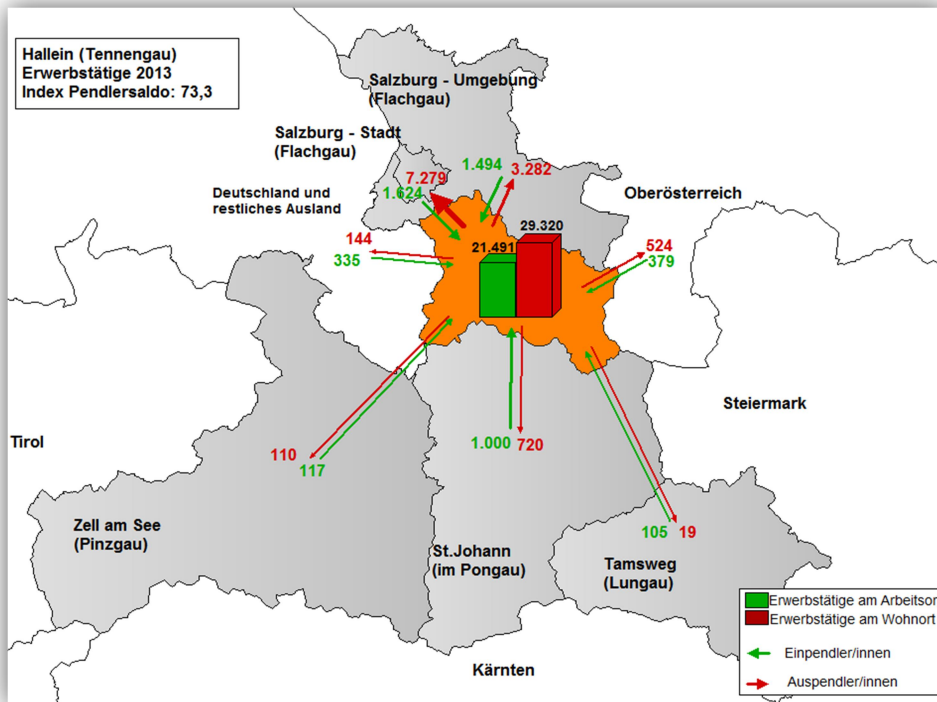 Hallein (Tennengau)
Erwerbstätige 2013
Index Pendlersaldo: 73,3
Salzburg - Umgebung
(Flachgau)
Salzburg - Stadt
(Flachgau)
1.494
3.282
7.279
1.624
Deutschland und
restliches Ausland
Oberösterreich
29.320
21.491
144
335
524
379
Steiermark
Tirol
1.000
720
110
117
Zell am See
(Pinzgau)
105
19
St.Johann
(im Pongau)
Tamsweg
(Lungau)
Kärnten
Erwerbstätige am Arbeitsor
Erwerbstätige am Wohnort
Einpendler/innen
Auspendler/innen